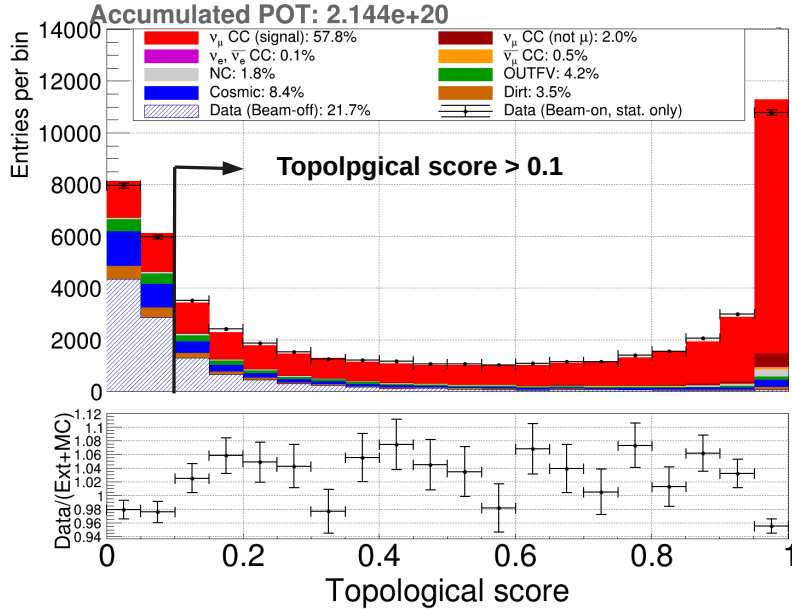 Accumulated POT: 2.144e+20
ν_μ CC (signal): 57.8%
ν_μ CC (not μ): 2.0%
ν_e, ν̅_e CC: 0.1%
ν̅_μ CC: 0.5%
NC: 1.8%
OUTFV: 4.2%
Cosmic: 8.4%
Dirt: 3.5%
Data (Beam-off): 21.7%
Data (Beam-on, stat. only)
Entries per bin
14000
12000
10000
8000
6000
4000
2000
0
Topolpgical score > 0.1
Data/(Ext+MC)
1.12
1.1
1.08
1.06
1.04
1.02
1
0.98
0.96
0.94
0 0.2 0.4 0.6 0.8 1
Topological score